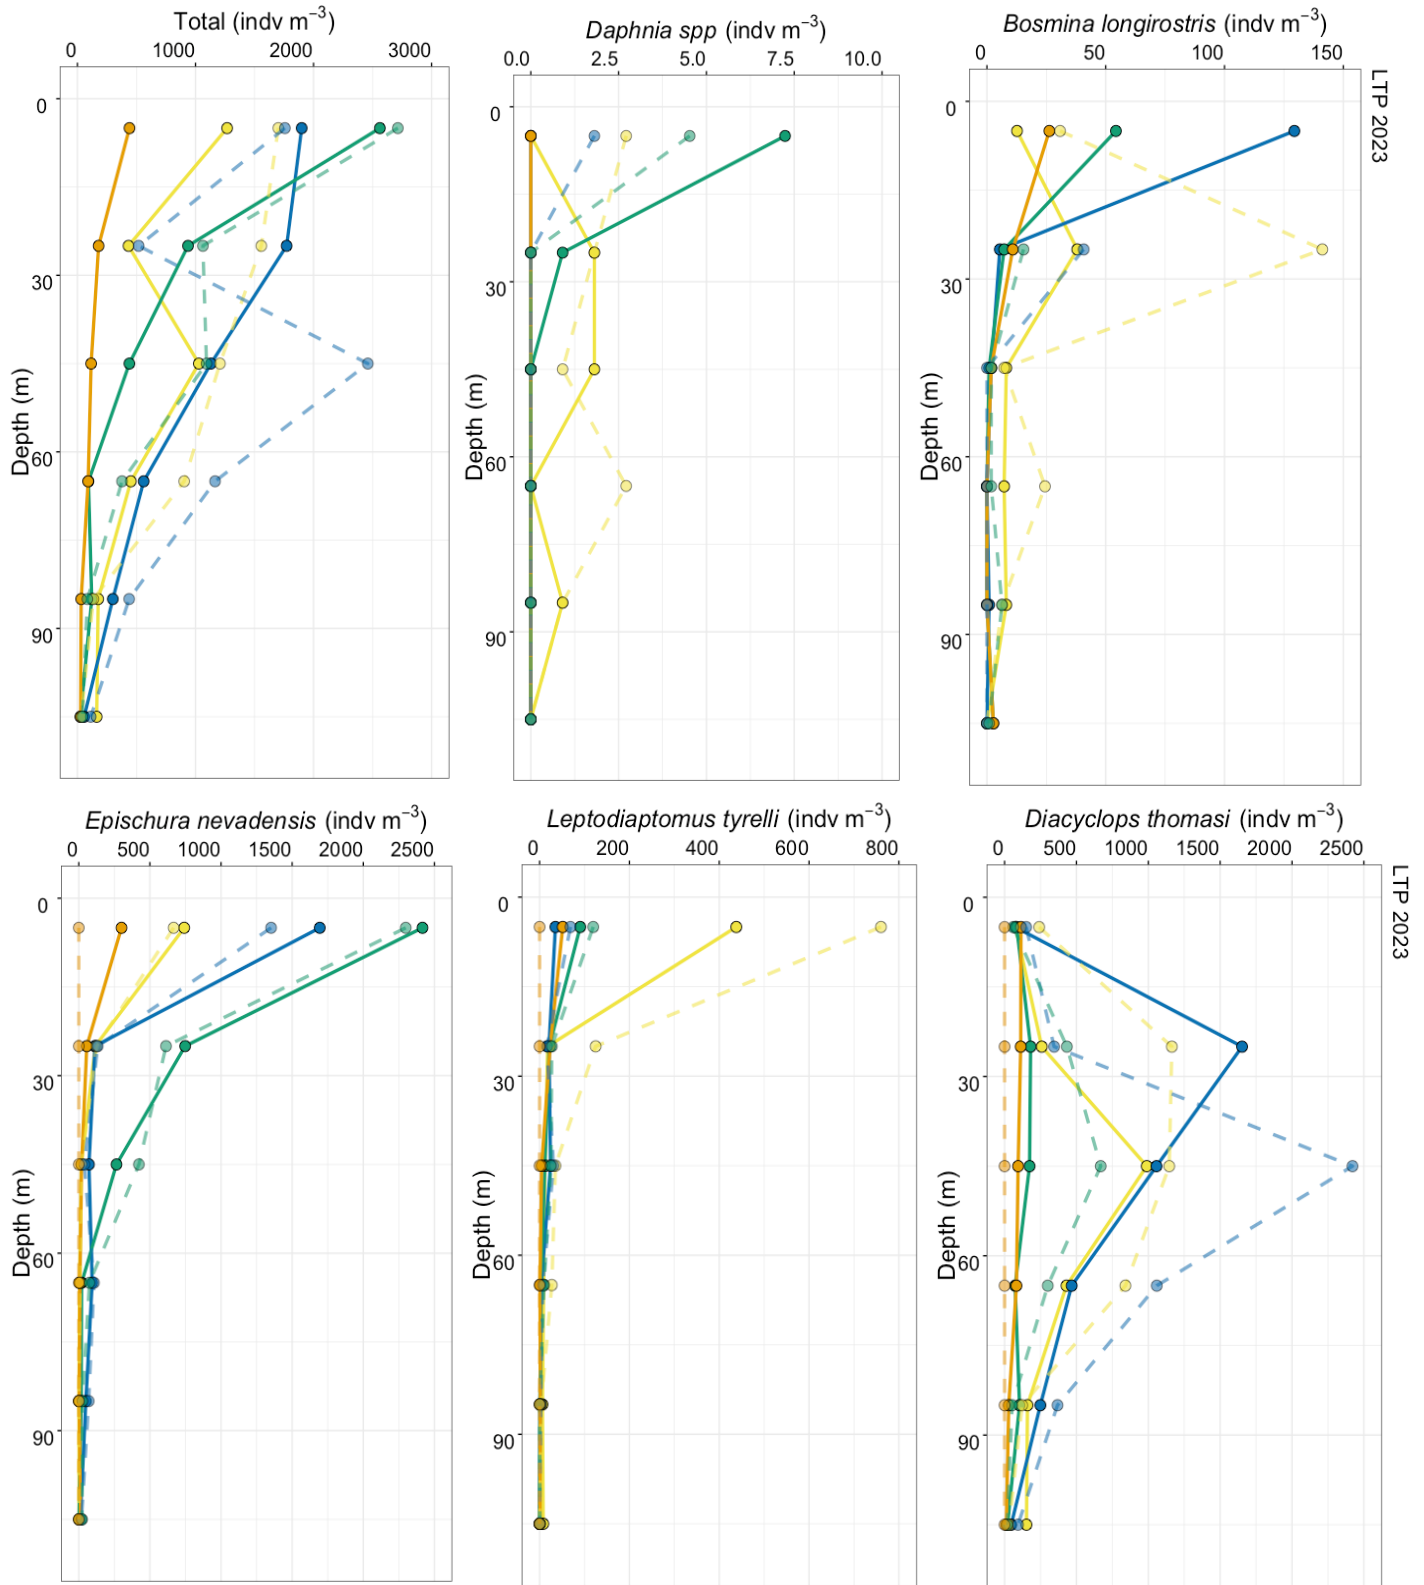 Total (indv m⁻³)
0 1000 2000 3000
0
30
60
90
Depth (m)
Daphnia spp (indv m⁻³)
0.0 2.5 5.0 7.5 10.0
0
30
60
90
Depth (m)
Bosmina longirostris (indv m⁻³)
0 50 100 150
0
30
60
90
Depth (m)
LTP 2023
Epischura nevadensis (indv m⁻³)
0 500 1000 1500 2000 2500
0
30
60
90
Depth (m)
Leptodiaptomus tyrelli (indv m⁻³)
0 200 400 600 800
0
30
60
90
Depth (m)
Diacyclops thomasi (indv m⁻³)
0 500 1000 1500 2000 2500
0
30
60
90
Depth (m)
LTP 2023